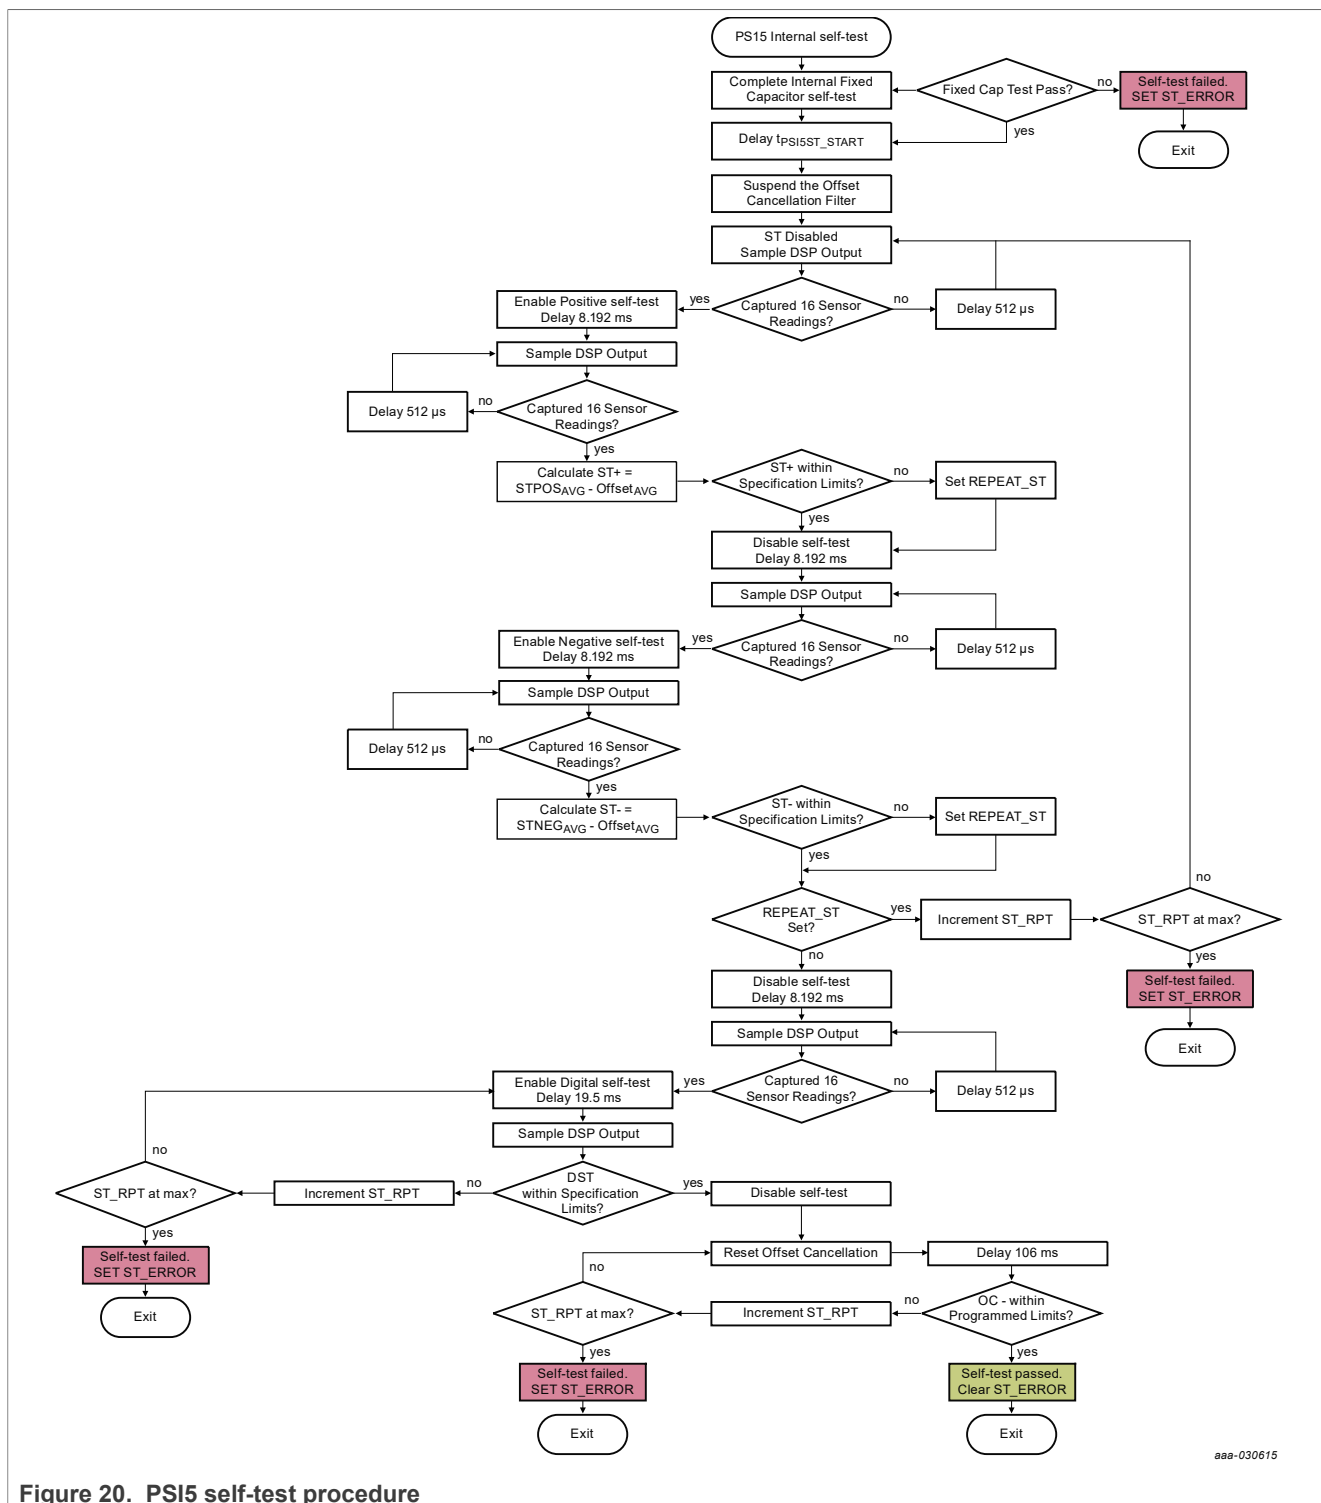 PS15 Internal self-test
Complete Internal Fixed
Capacitor self-test
Fixed Cap Test Pass?
no
Self-test failed.
SET ST_ERROR
yes
Exit
Delay tPSI5ST_START
Suspend the Offset
Cancellation Filter
ST Disabled
Sample DSP Output
Captured 16 Sensor
Readings?
no
Delay 512 µs
yes
Enable Positive self-test
Delay 8.192 ms
Sample DSP Output
Captured 16 Sensor
Readings?
no
Delay 512 µs
yes
Calculate ST+ =
STPOSAVG - OffsetAVG
ST+ within
Specification Limits?
no
Set REPEAT_ST
yes
Disable self-test
Delay 8.192 ms
Sample DSP Output
Captured 16 Sensor
Readings?
no
Delay 512 µs
yes
Enable Negative self-test
Delay 8.192 ms
Sample DSP Output
Captured 16 Sensor
Readings?
no
Delay 512 µs
yes
Calculate ST- =
STNEGAVG - OffsetAVG
ST- within
Specification Limits?
no
Set REPEAT_ST
yes
REPEAT_ST
Set?
yes
Increment ST_RPT
ST_RPT at max?
no
yes
Self-test failed.
SET ST_ERROR
Exit
no
Disable self-test
Delay 8.192 ms
Sample DSP Output
Captured 16
Sensor Readings?
no
Delay 512 µs
yes
Enable Digital self-test
Delay 19.5 ms
Sample DSP Output
DST
within Specification
Limits?
no
Increment ST_RPT
ST_RPT at max?
no
yes
Self-test failed.
SET ST_ERROR
Exit
yes
Disable self-test
Reset Offset Cancellation
Delay 106 ms
OC - within
Programmed Limits?
no
Increment ST_RPT
ST_RPT at max?
no
yes
Self-test failed.
SET ST_ERROR
Exit
yes
Self-test passed.
Clear ST_ERROR
Exit
aaa-030615
Figure 20. PSI5 self-test procedure